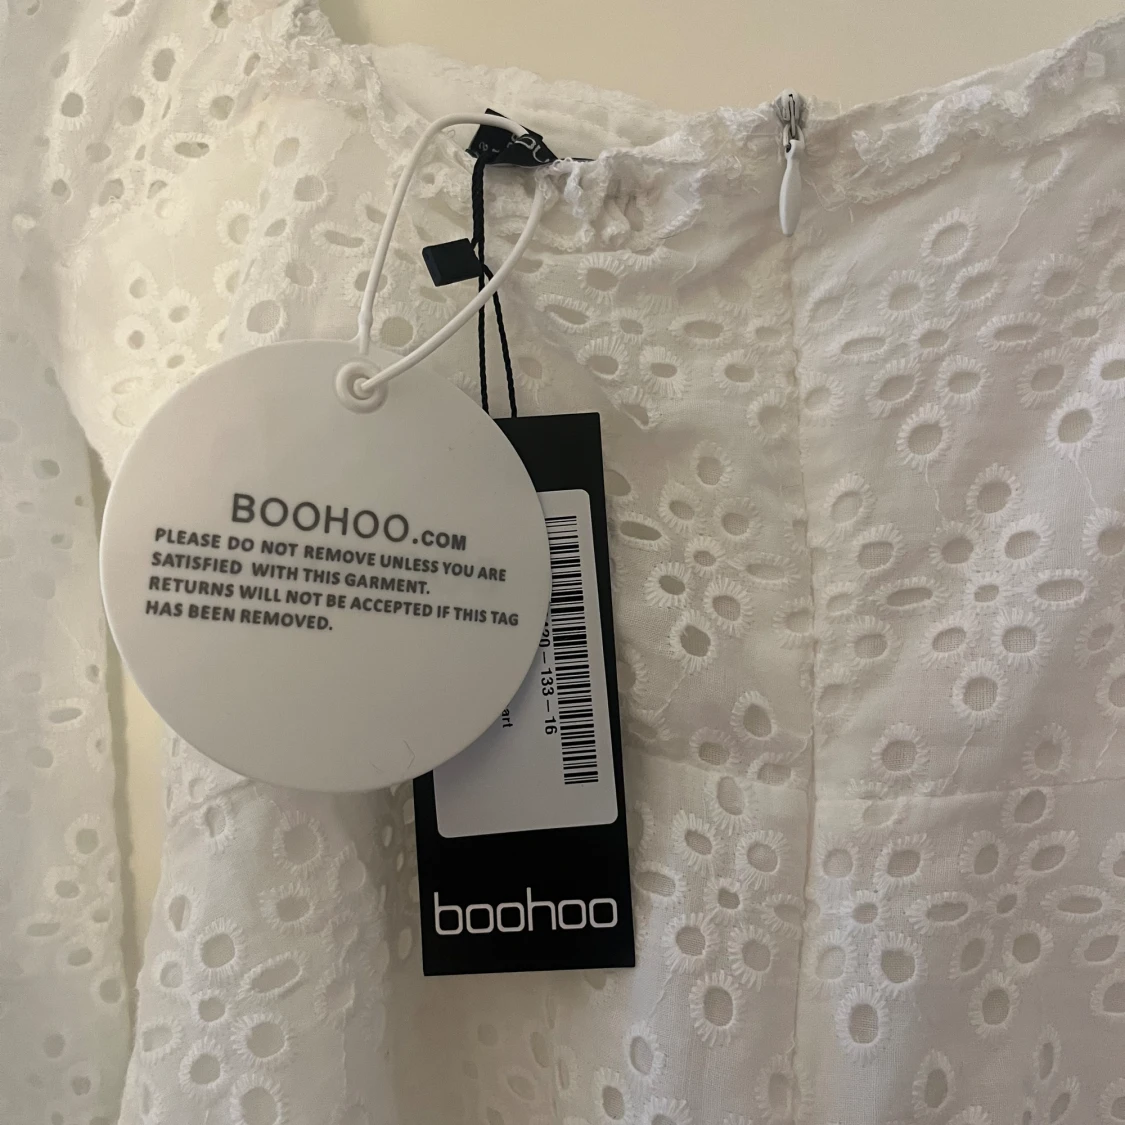 BOOHOO.COM
PLEASE DO NOT REMOVE UNLESS YOU ARE
SATISFIED WITH THIS GARMENT.
RETURNS WILL NOT BE ACCEPTED IF THIS TAG
HAS BEEN REMOVED.
-133-16
boohoo